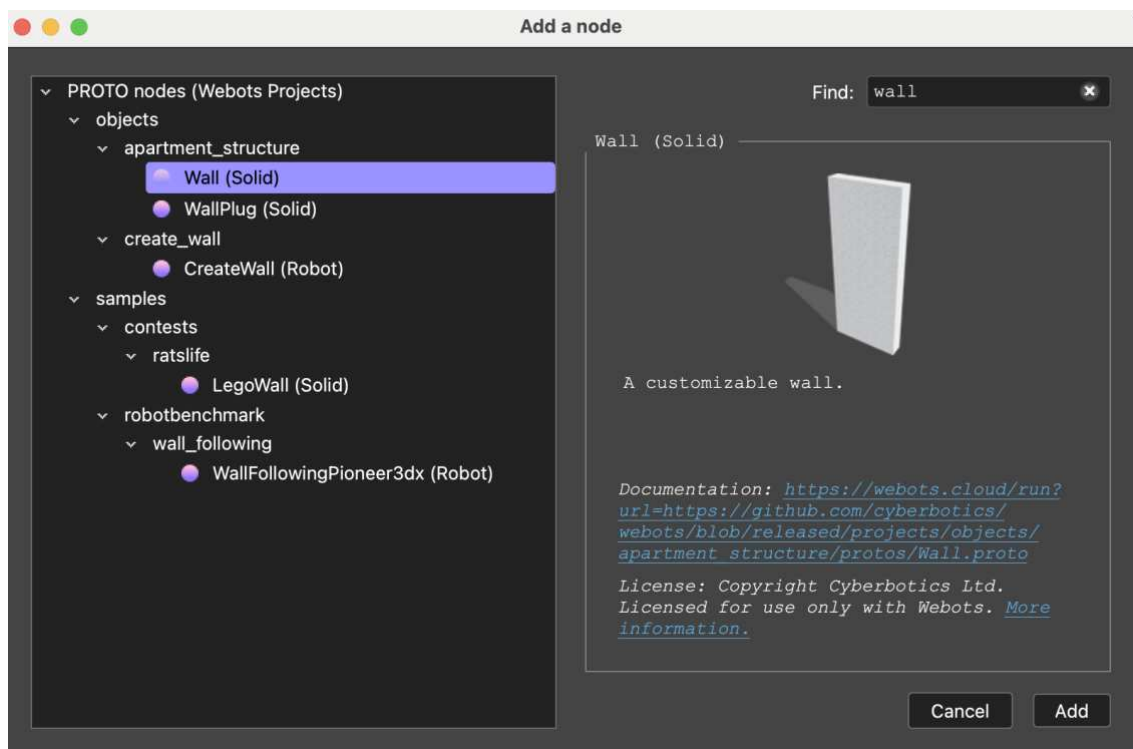 Add a node
PROTO nodes (Webots Projects)
objects
apartment_structure
Wall (Solid)
WallPlug (Solid)
create_wall
CreateWall (Robot)
samples
contests
ratslife
LegoWall (Solid)
robotbenchmark
wall_following
WallFollowingPioneer3dx (Robot)
Find: wall
Wall (Solid)
A customizable wall.
Documentation: https://webots.cloud/run?
url=https://github.com/cyberbotics/
webots/blob/released/projects/objects/
apartment_structure/protos/Wall.proto
License: Copyright Cyberbotics Ltd.
Licensed for use only with Webots. More
information.
Cancel Add